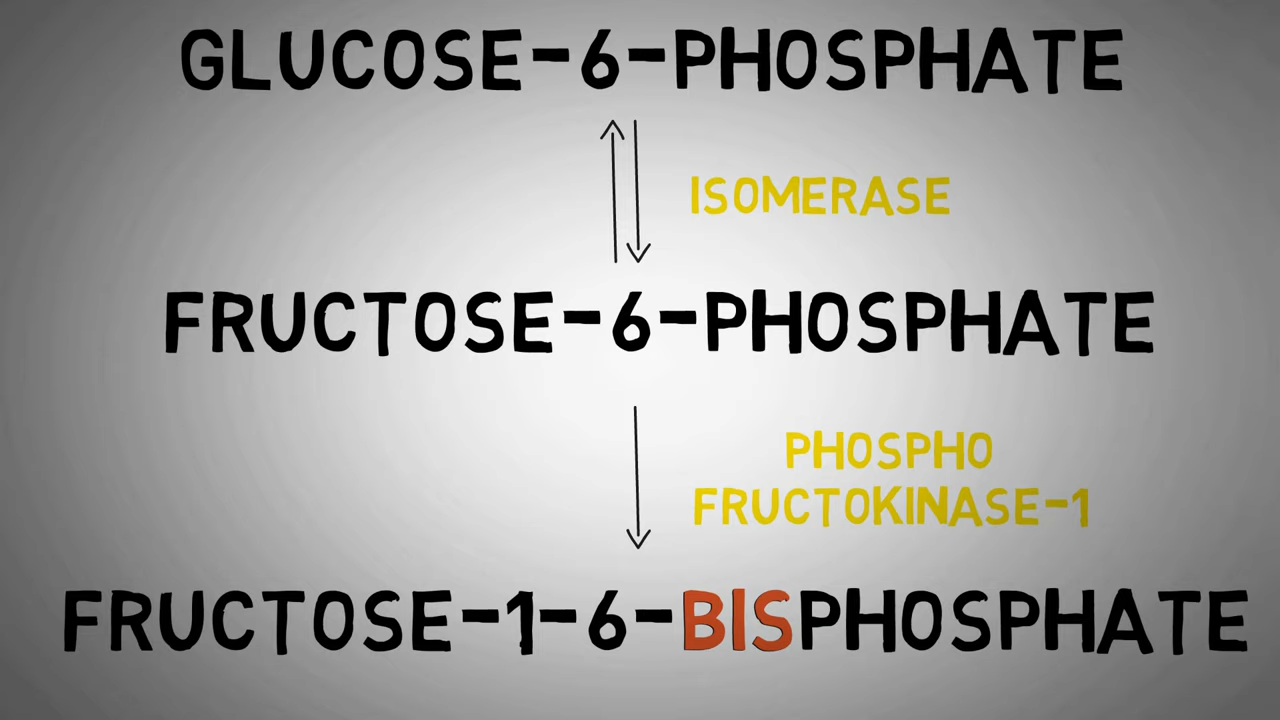 GLUCOSE-6-PHOSPHATE
ISOMERASE
FRUCTOSE-6-PHOSPHATE
PHOSPHO
FRUCTOKINASE-1
FRUCTOSE-1-6-BISPHOSPHATE